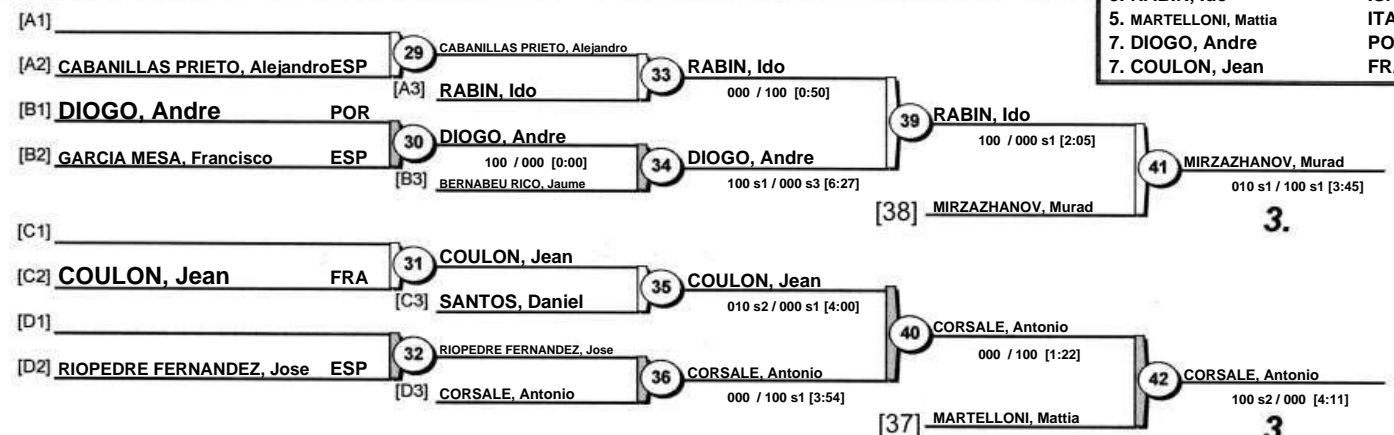 5. MARTELLONI, Mattia
7. DIOGO, Andre
7. COULON, Jean
[A1]
[A2] CABANILLAS PRIETO, Alejandro ESP
29
CABANILLAS PRIETO, Alejandro
[A3] RABIN, Ido
33
RABIN, Ido
000 / 100 [0:50]
[B1] DIOGO, Andre POR
[B2] GARCIA MESA, Francisco ESP
30
DIOGO, Andre
100 / 000 [0:00]
[B3] BERNABEU RICO, Jaume
34
DIOGO, Andre
100 s1 / 000 s3 [6:27]
39
RABIN, Ido
100 / 000 s1 [2:05]
[38] MIRZAZHANOV, Murad
41
MIRZAZHANOV, Murad
010 s1 / 100 s1 [3:45]
3.
[C1]
[C2] COULON, Jean FRA
31
COULON, Jean
[C3] SANTOS, Daniel
35
COULON, Jean
010 s2 / 000 s1 [4:00]
[D1]
[D2] RIOPEDRE FERNANDEZ, Jose ESP
32
RIOPEDRE FERNANDEZ, Jose
[D3] CORSALE, Antonio
36
CORSALE, Antonio
000 / 100 s1 [3:54]
40
CORSALE, Antonio
000 / 100 [1:22]
[37] MARTELLONI, Mattia
42
CORSALE, Antonio
100 s2 / 000 [4:11]
3